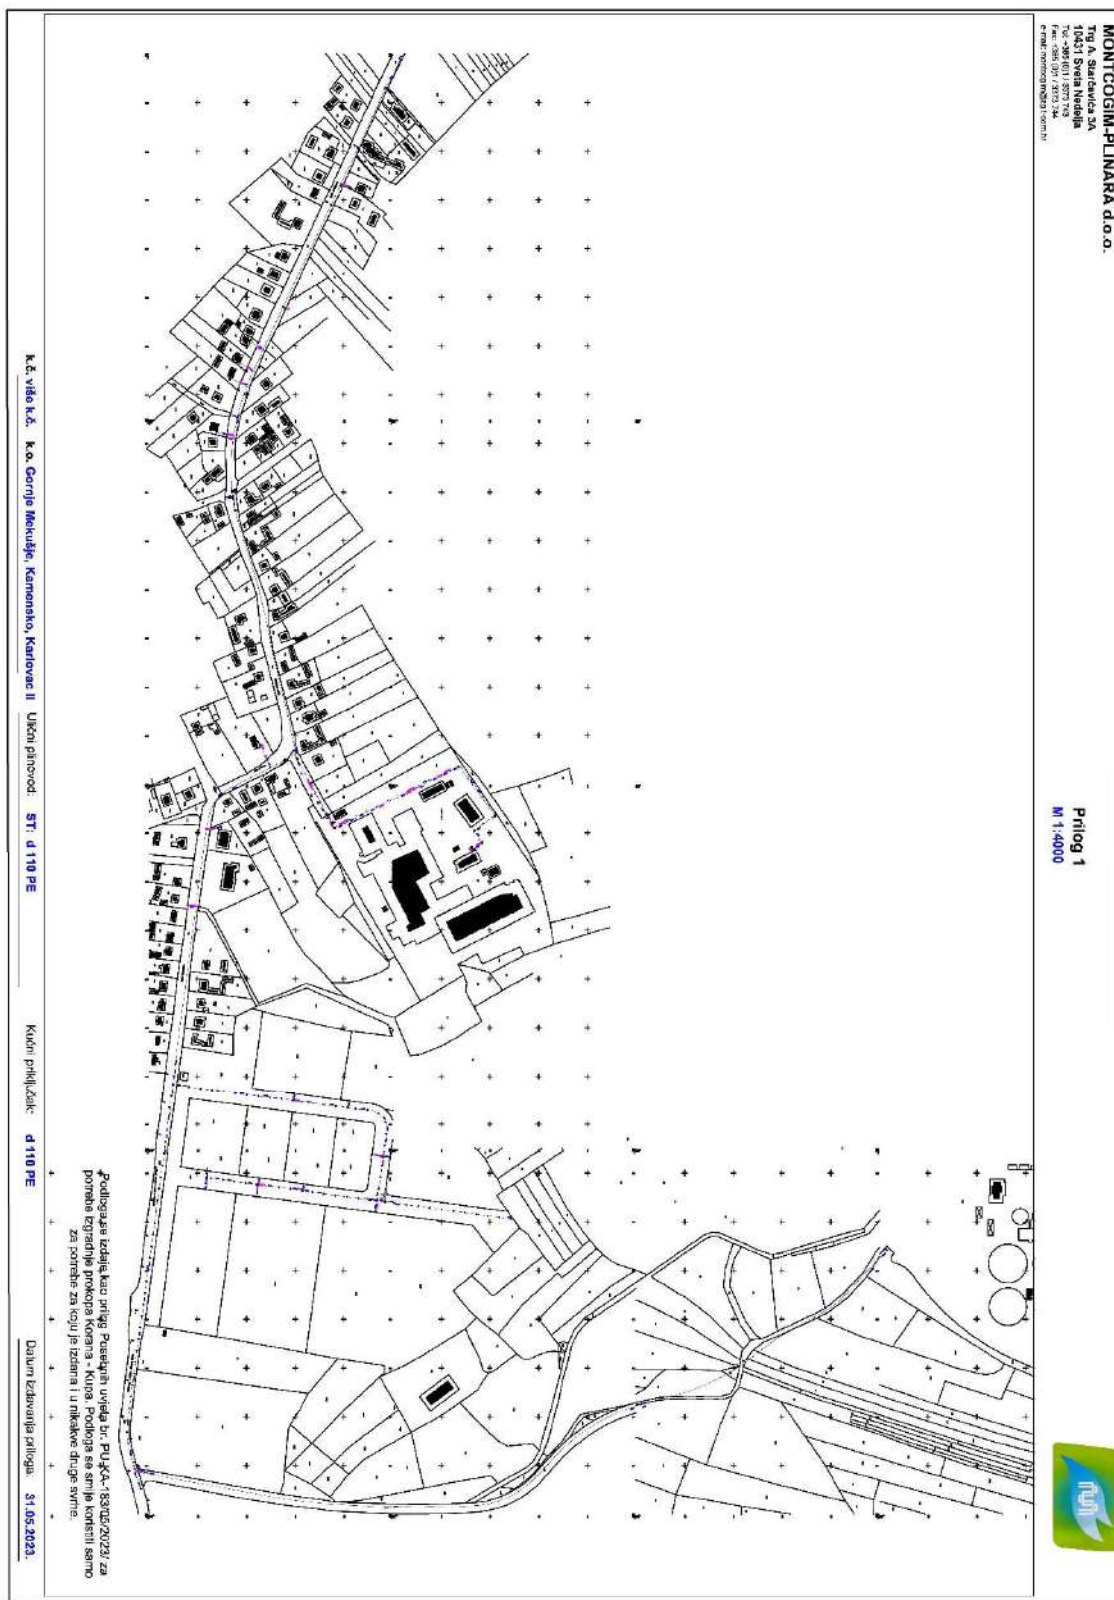 MONTCOGIM-PLINARA d.o.o.
Trg A. Starčevića 3A
10431 Sveta Nedelja
Prilog 1
M 1:4000
Podloga se izdaje kao prilog Posebnih uvjeta br. PU-KA-183/05/2023/ za
potrebe izgradnje prokopa Korana - Kupa. Podloga se smije koristiti samo
za potrebe za koju je izdana i u nikakve druge svrhe.
k.č. više k.č. k.o. Gornje Mekušje, Kamensko, Karlovac II Ulični plinovod: ST: d 110 PE Kućni priključak: d 110 PE Datum izdavanja priloga: 31.05.2023.